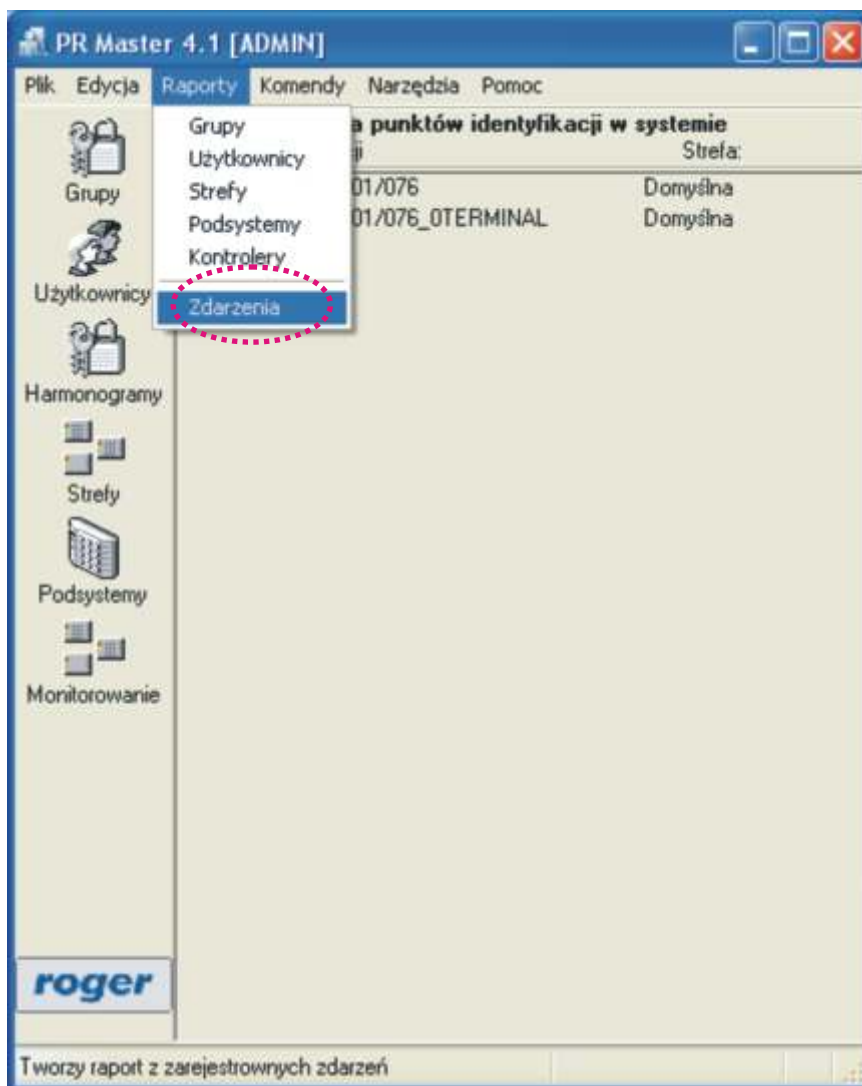 PR Master 4.1 [ADMIN]
Plik Edycja Raporty Komendy Narzędzia Pomoc
Grupy
Użytkownicy
Strefy
Podsystemy
Kontrolery
Zdarzenia
a punktów identyfikacji w systemie
Strefa:
01/076 Domyślna
01/076_0TERMINAL Domyślna
Grupy
Użytkownicy
Harmonogramy
Strefy
Podsystemy
Monitorowanie
roger
Tworzy raport z zarejestrownych zdarzeń